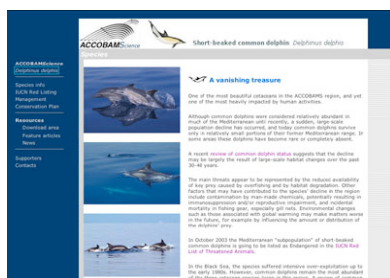 ACCOBAMSScience
Short-beaked common dolphin Delphinus delphis
Species
ACCOBAMSScience
Delphinus delphis
Species info
IUCN Red Listing
Management
Conservation Plan
Resources
Download area
Feature articles
News
Supporters
Contacts
A vanishing treasure
One of the most beautiful cetaceans in the ACCOBAMS region, and yet
one of the most heavily impacted by human activities.
Although common dolphins were considered relatively abundant in
much of the Mediterranean until recently, a sudden, large-scale
population decline has occurred, and today common dolphins survive
only in relatively small portions of their former Mediterranean range. In
some areas these dolphins have become rare or completely absent.
A recent review of common dolphin status suggests that the decline
may be largely the result of large-scale habitat changes over the past
30-40 years.
The main threats appear to be represented by the reduced availability
of key prey caused by overfishing and by habitat degradation. Other
factors that may have contributed to the species' decline in the region
include contamination by man-made chemicals, potentially resulting in
immunosuppression and/or reproductive impairment, and incidental
mortality in fishing gear, especially gill nets. Environmental changes
such as those associated with global warming may make matters worse
in the future, for example by influencing the amount or distribution of
the dolphins' prey.
In October 2003 the Mediterranean "subpopulation" of short-beaked
common dolphins is going to be listed as Endangered in the IUCN Red
List of Threatened Animals.
In the Black Sea, the species suffered intensive over-exploitation up to
the early 1980s. However, common dolphins remain the most abundant